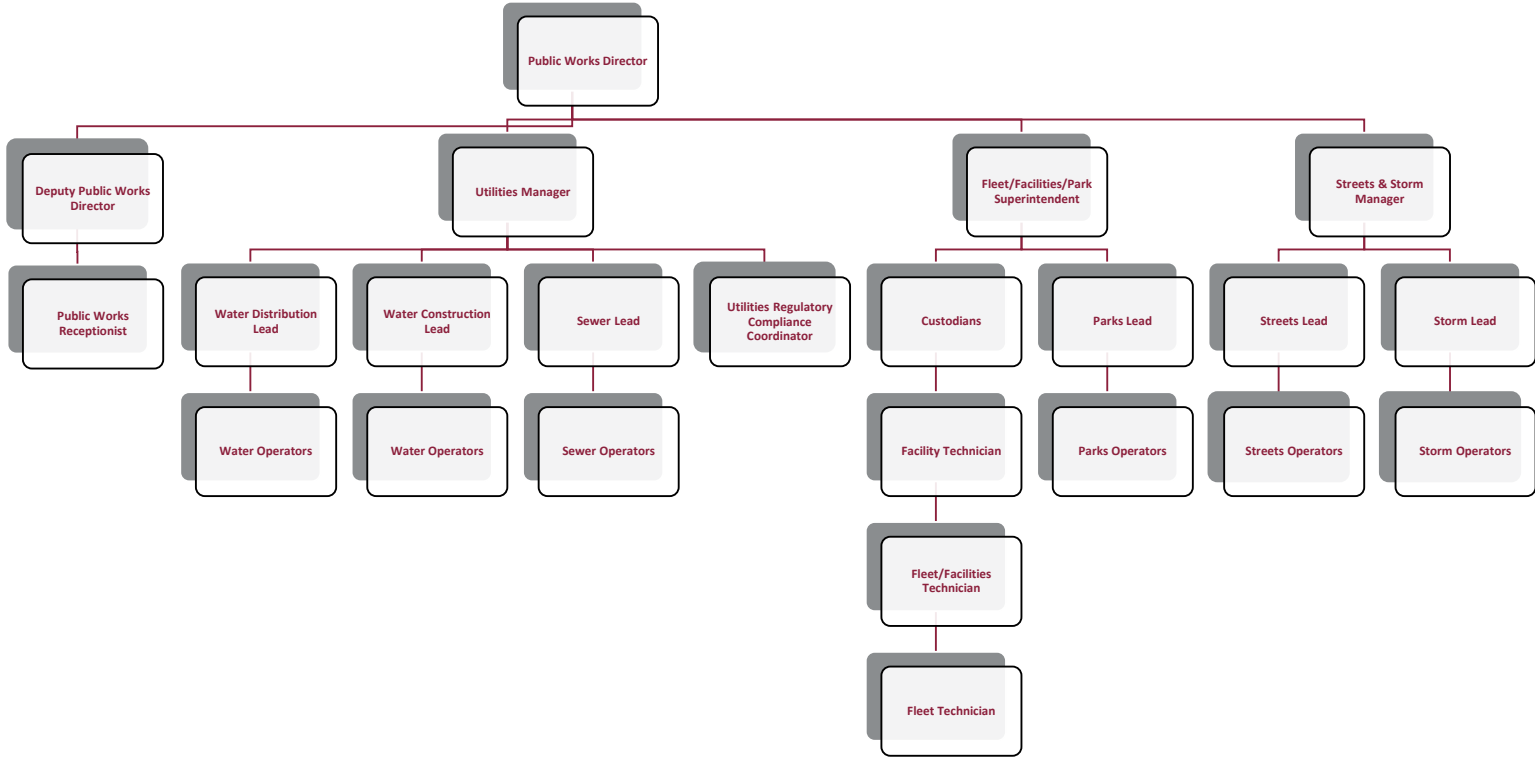 Public Works Director
Deputy Public Works
Director
Utilities Manager
Fleet/Facilities/Park
Superintendent
Streets & Storm
Manager
Public Works
Receptionist
Water Distribution
Lead
Water Construction
Lead
Sewer Lead
Utilities Regulatory
Compliance
Coordinator
Custodians
Parks Lead
Streets Lead
Storm Lead
Water Operators
Water Operators
Sewer Operators
Facility Technician
Parks Operators
Streets Operators
Storm Operators
Fleet/Facilities
Technician
Fleet Technician